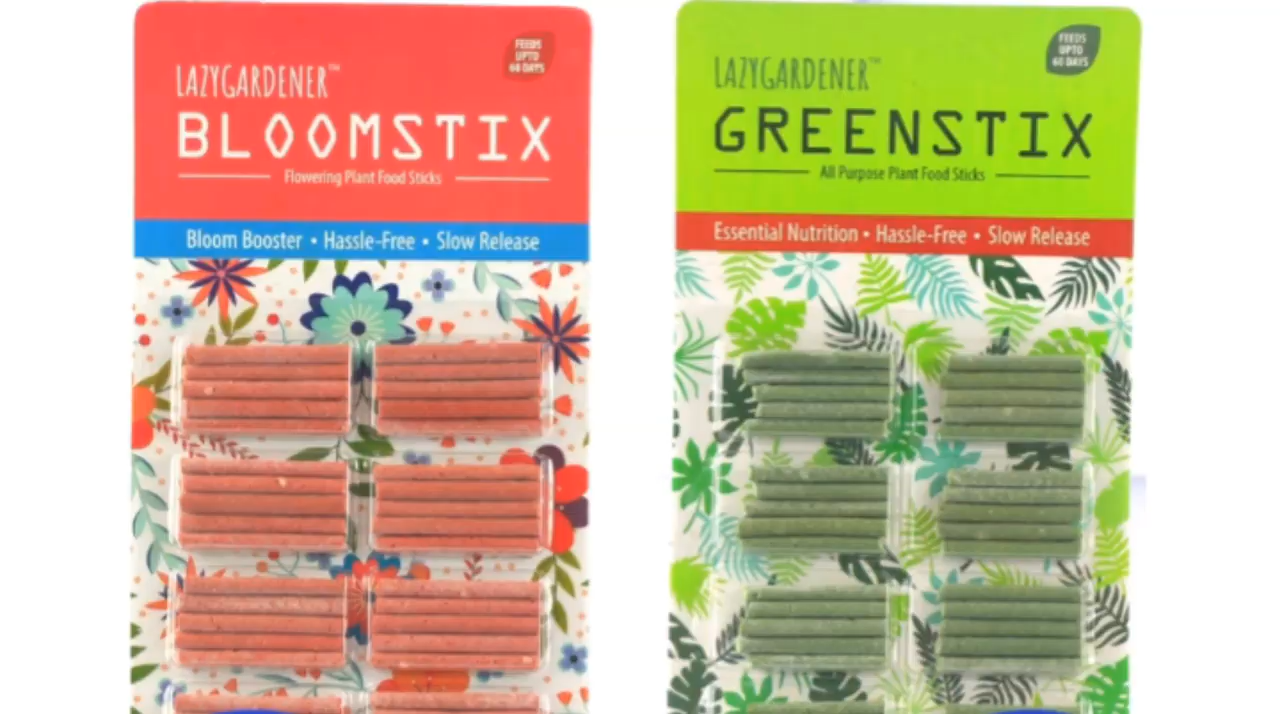 FEEDS
UPTO
60 DAYS
LAZYGARDENER™
BLOOMSTIX
Flowering Plant Food Sticks
Bloom Booster • Hassle-Free • Slow Release
FEEDS
UPTO
60 DAYS
LAZYGARDENER™
GREENSTIX
All Purpose Plant Food Sticks
Essential Nutrition • Hassle-Free • Slow Release